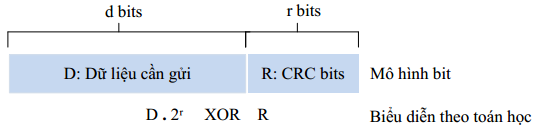 d bits r bits
D: Dữ liệu cần gửi R: CRC bits Mô hình bit
D . 2ʳ XOR R Biểu diễn theo toán học